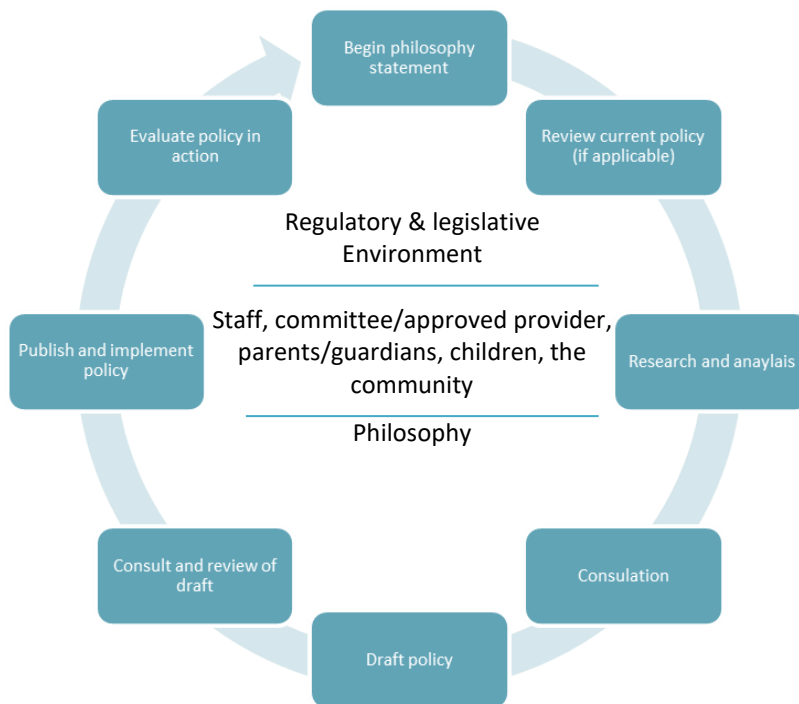 Begin philosophy
statement
Review current policy
(if applicable)
Research and anaylais
Consulation
Draft policy
Consult and review of
draft
Publish and implement
policy
Evaluate policy in
action
Regulatory & legislative
Environment
Staff, committee/approved provider,
parents/guardians, children, the
community
Philosophy